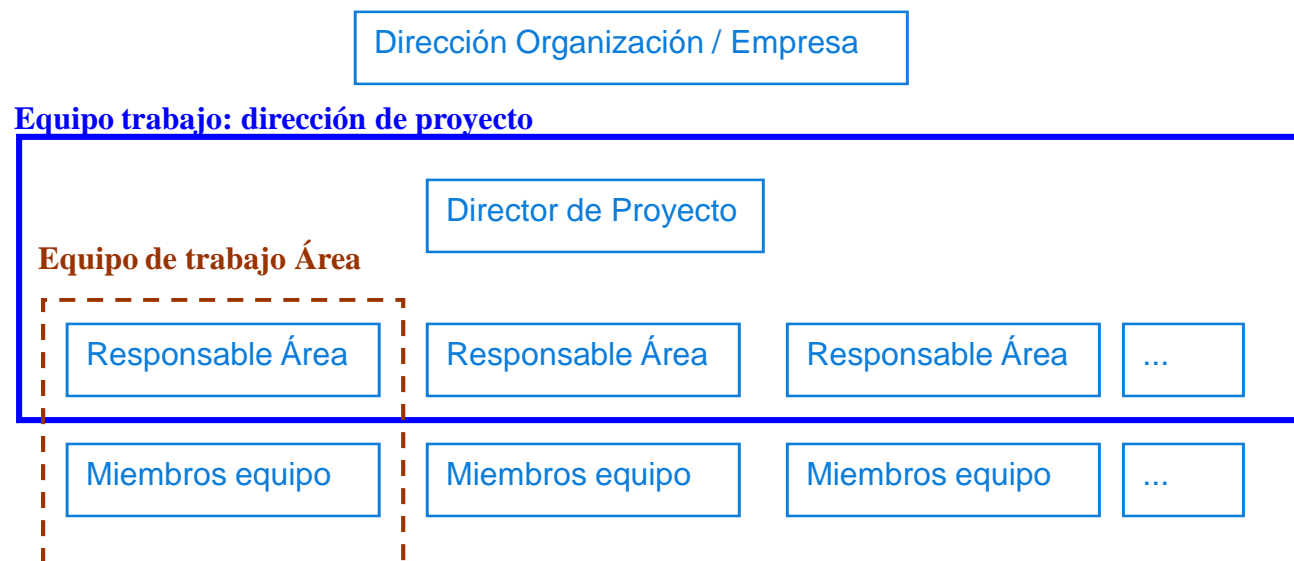 Dirección Organización / Empresa
Equipo trabajo: dirección de proyecto
Director de Proyecto
Equipo de trabajo Área
Responsable Área
Responsable Área
Responsable Área
...
Miembros equipo
Miembros equipo
Miembros equipo
...